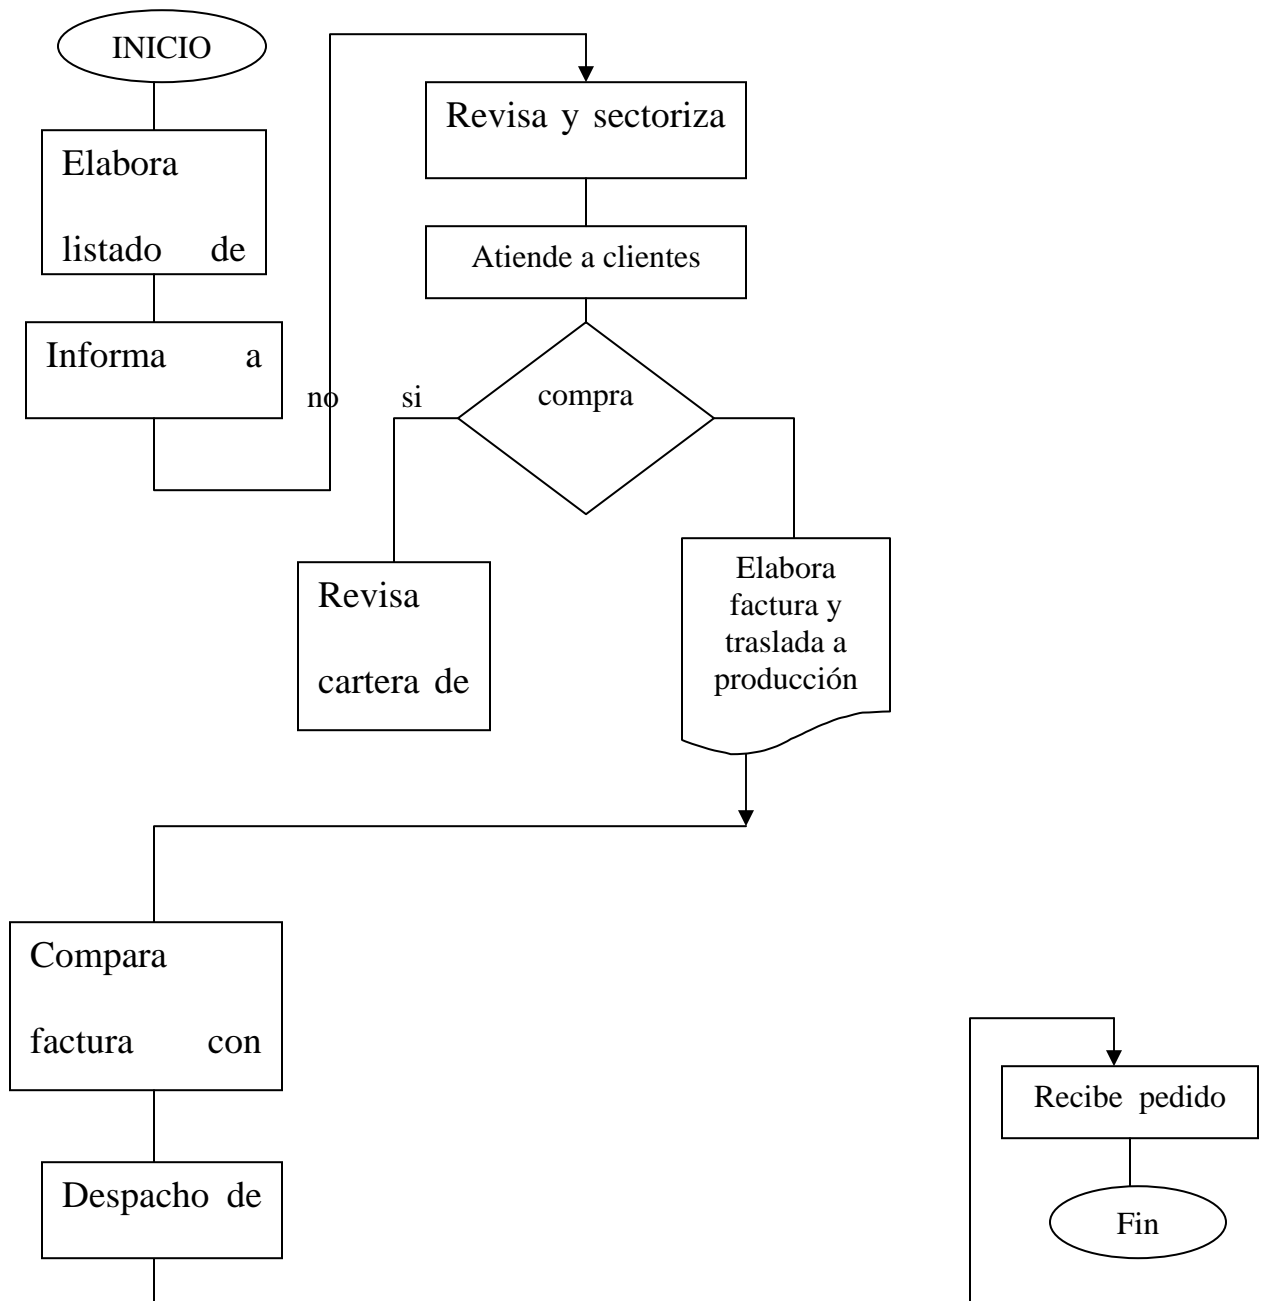 INICIO
Elabora
listado de
Informa a
Revisa y sectoriza
Atiende a clientes
no si
compra
Revisa
cartera de
Elabora
factura y
traslada a
producción
Compara
factura con
Despacho de
Recibe pedido
Fin